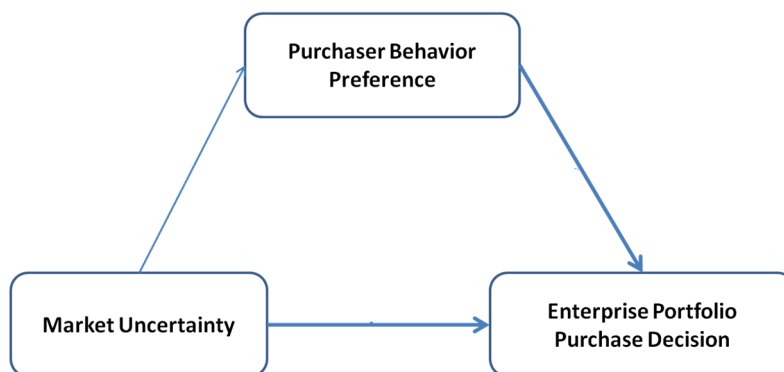 Purchaser Behavior
Preference
Market Uncertainty
Enterprise Portfolio
Purchase Decision